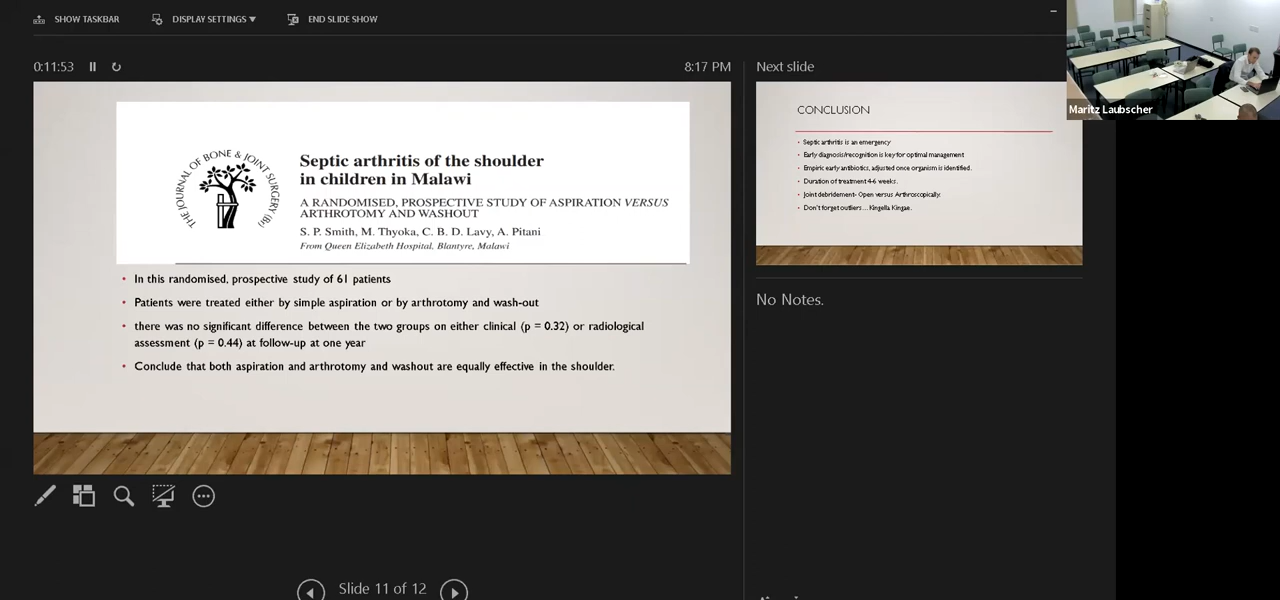 SHOW TASKBAR
DISPLAY SETTINGS ▼
END SLIDE SHOW
0:11:53
8:17 PM
THE JOURNAL OF BONE & JOINT SURGERY (Br)
Septic arthritis of the shoulder
in children in Malawi
A RANDOMISED, PROSPECTIVE STUDY OF ASPIRATION VERSUS
ARTHROTOMY AND WASHOUT
S. P. Smith, M. Thyoka, C. B. D. Lavy, A. Pitani
From Queen Elizabeth Hospital, Blantyre, Malawi
• In this randomised, prospective study of 61 patients
• Patients were treated either by simple aspiration or by arthrotomy and wash-out
• there was no significant difference between the two groups on either clinical (p = 0.32) or radiological
assessment (p = 0.44) at follow-up at one year
• Conclude that both aspiration and arthrotomy and washout are equally effective in the shoulder.
Slide 11 of 12
Next slide
CONCLUSION
• Septic arthritis is an emergency
• Early diagnosis/recognition is key for optimal management
• Empiric early antibiotics, adjusted once organism is identified.
• Duration of treatment 4-6 weeks.
• Joint debridement- Open versus Arthroscopically.
• Don't forget outliers… Kingella Kingae.
No Notes.
Maritz Laubscher